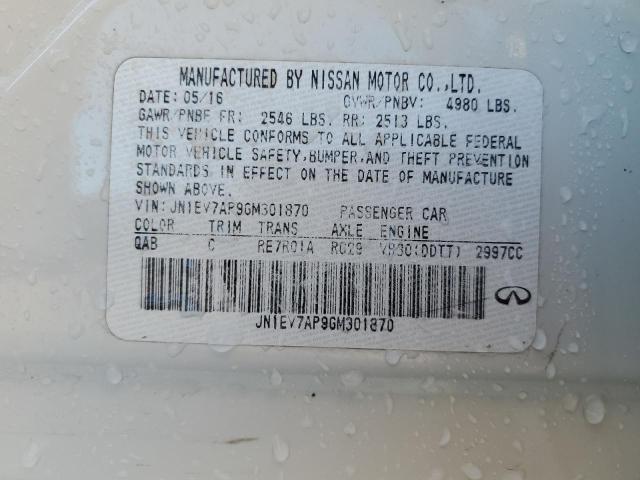 MANUFACTURED BY NISSAN MOTOR CO.,LTD.
DATE: 05/16 GVWR/PNBV: 4980 LBS.
GAWR/PNBE FR: 2546 LBS. RR: 2513 LBS.
THIS VEHICLE CONFORMS TO ALL APPLICABLE FEDERAL
MOTOR VEHICLE SAFETY,BUMPER,AND THEFT PREVENTION
STANDARDS IN EFFECT ON THE DATE OF MANUFACTURE
SHOWN ABOVE.
VIN: JN1EV7AP9GM301870 PASSENGER CAR
COLOR TRIM TRANS AXLE ENGINE
QAB C RE7R01A RC29 VR30(DDTT) 2997CC
JN1EV7AP9GM301870